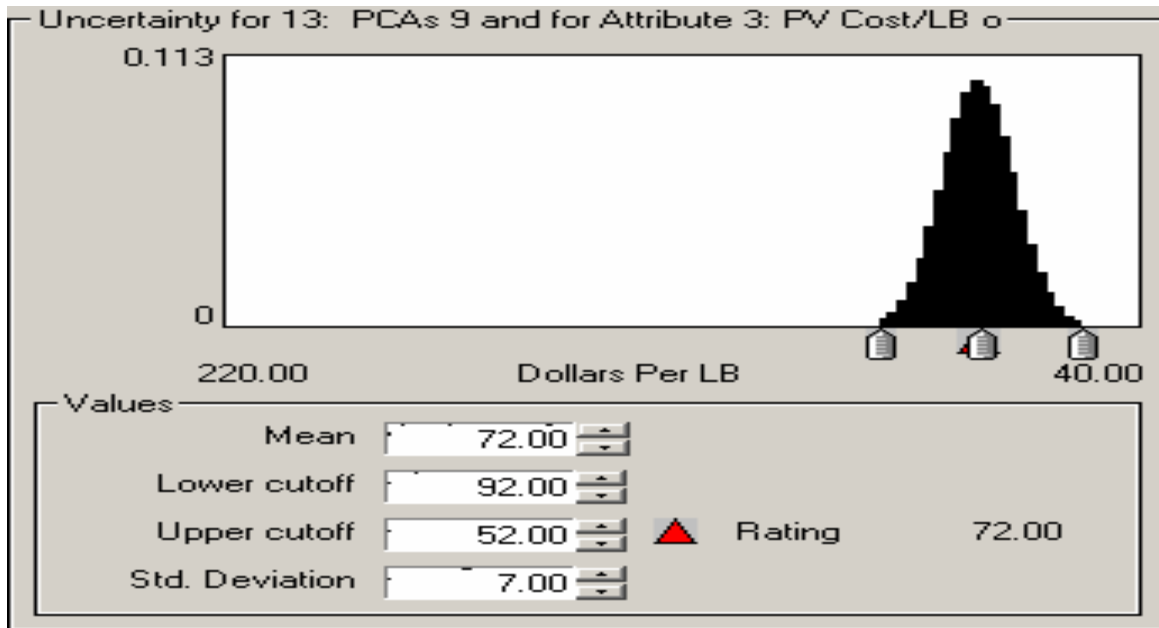 Uncertainty for 13: PCAs 9 and for Attribute 3: PV Cost/LB o
0.113
0
220.00 Dollars Per LB 40.00
Values
Mean 72.00
Lower cutoff 92.00
Upper cutoff 52.00 Rating 72.00
Std. Deviation 7.00